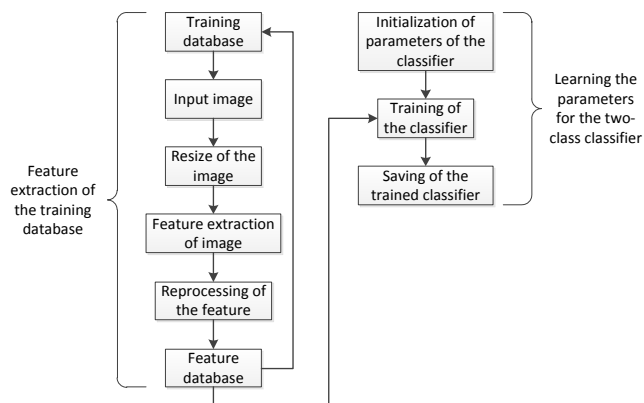 Feature
extraction of
the training
database
Training
database
Input image
Resize of the
image
Feature extraction
of image
Reprocessing of
the feature
Feature
database
Initialization of
parameters of the
classifier
Training of
the classifier
Saving of the
trained classifier
Learning the
parameters
for the two-
class classifier